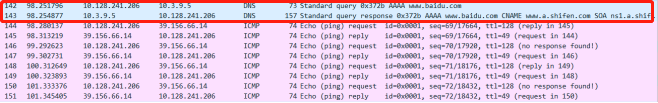 142 98.251796 10.128.241.206 10.3.9.5 DNS 73 Standard query 0x372b AAAA www.baidu.com
143 98.254877 10.3.9.5 10.128.241.206 DNS 157 Standard query response 0x372b AAAA www.baidu.com CNAME www.a.shifen.com SOA ns1.a.shif
144 98.280137 10.128.241.206 39.156.66.14 ICMP 74 Echo (ping) request id=0x0001, seq=69/17664, ttl=128 (reply in 145)
145 98.313219 39.156.66.14 10.128.241.206 ICMP 74 Echo (ping) reply id=0x0001, seq=69/17664, ttl=49 (request in 144)
146 99.292623 10.128.241.206 39.156.66.14 ICMP 74 Echo (ping) request id=0x0001, seq=70/17920, ttl=128 (no response found!)
147 99.302731 39.156.66.14 10.128.241.206 ICMP 74 Echo (ping) reply id=0x0001, seq=70/17920, ttl=49 (request in 146)
148 100.312649 10.128.241.206 39.156.66.14 ICMP 74 Echo (ping) request id=0x0001, seq=71/18176, ttl=128 (reply in 149)
149 100.323893 39.156.66.14 10.128.241.206 ICMP 74 Echo (ping) reply id=0x0001, seq=71/18176, ttl=49 (request in 148)
150 101.333376 10.128.241.206 39.156.66.14 ICMP 74 Echo (ping) request id=0x0001, seq=72/18432, ttl=128 (no response found!)
151 101.345405 39.156.66.14 10.128.241.206 ICMP 74 Echo (ping) reply id=0x0001, seq=72/18432, ttl=49 (request in 150)